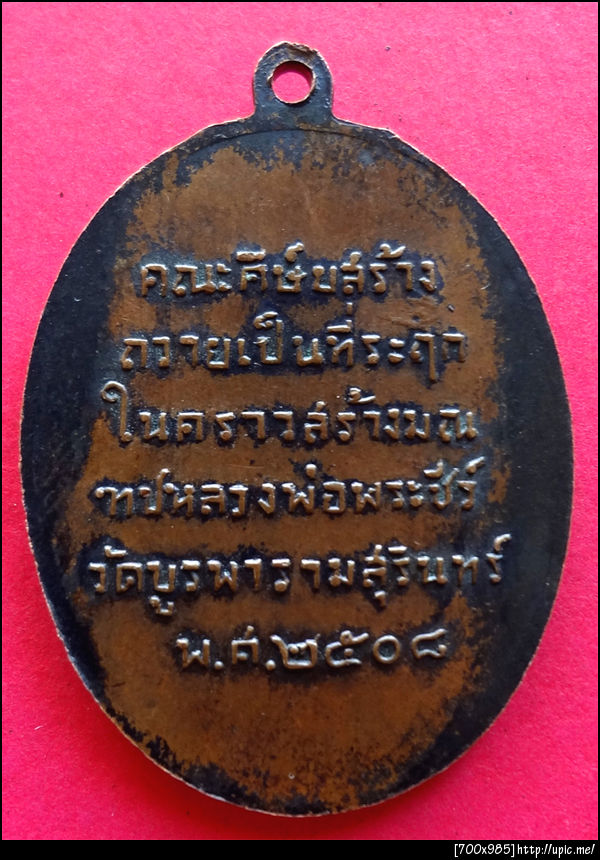 คณะศิษย์สร้าง
ถวายเป็นที่ระฤก
ในคราวสร้างมณ
ฑปหลวงพ่อพระชีร์
วัดบูรพารามสุรินทร์
พ.ศ.๒๕๐๘
[700x985]http://upic.me/